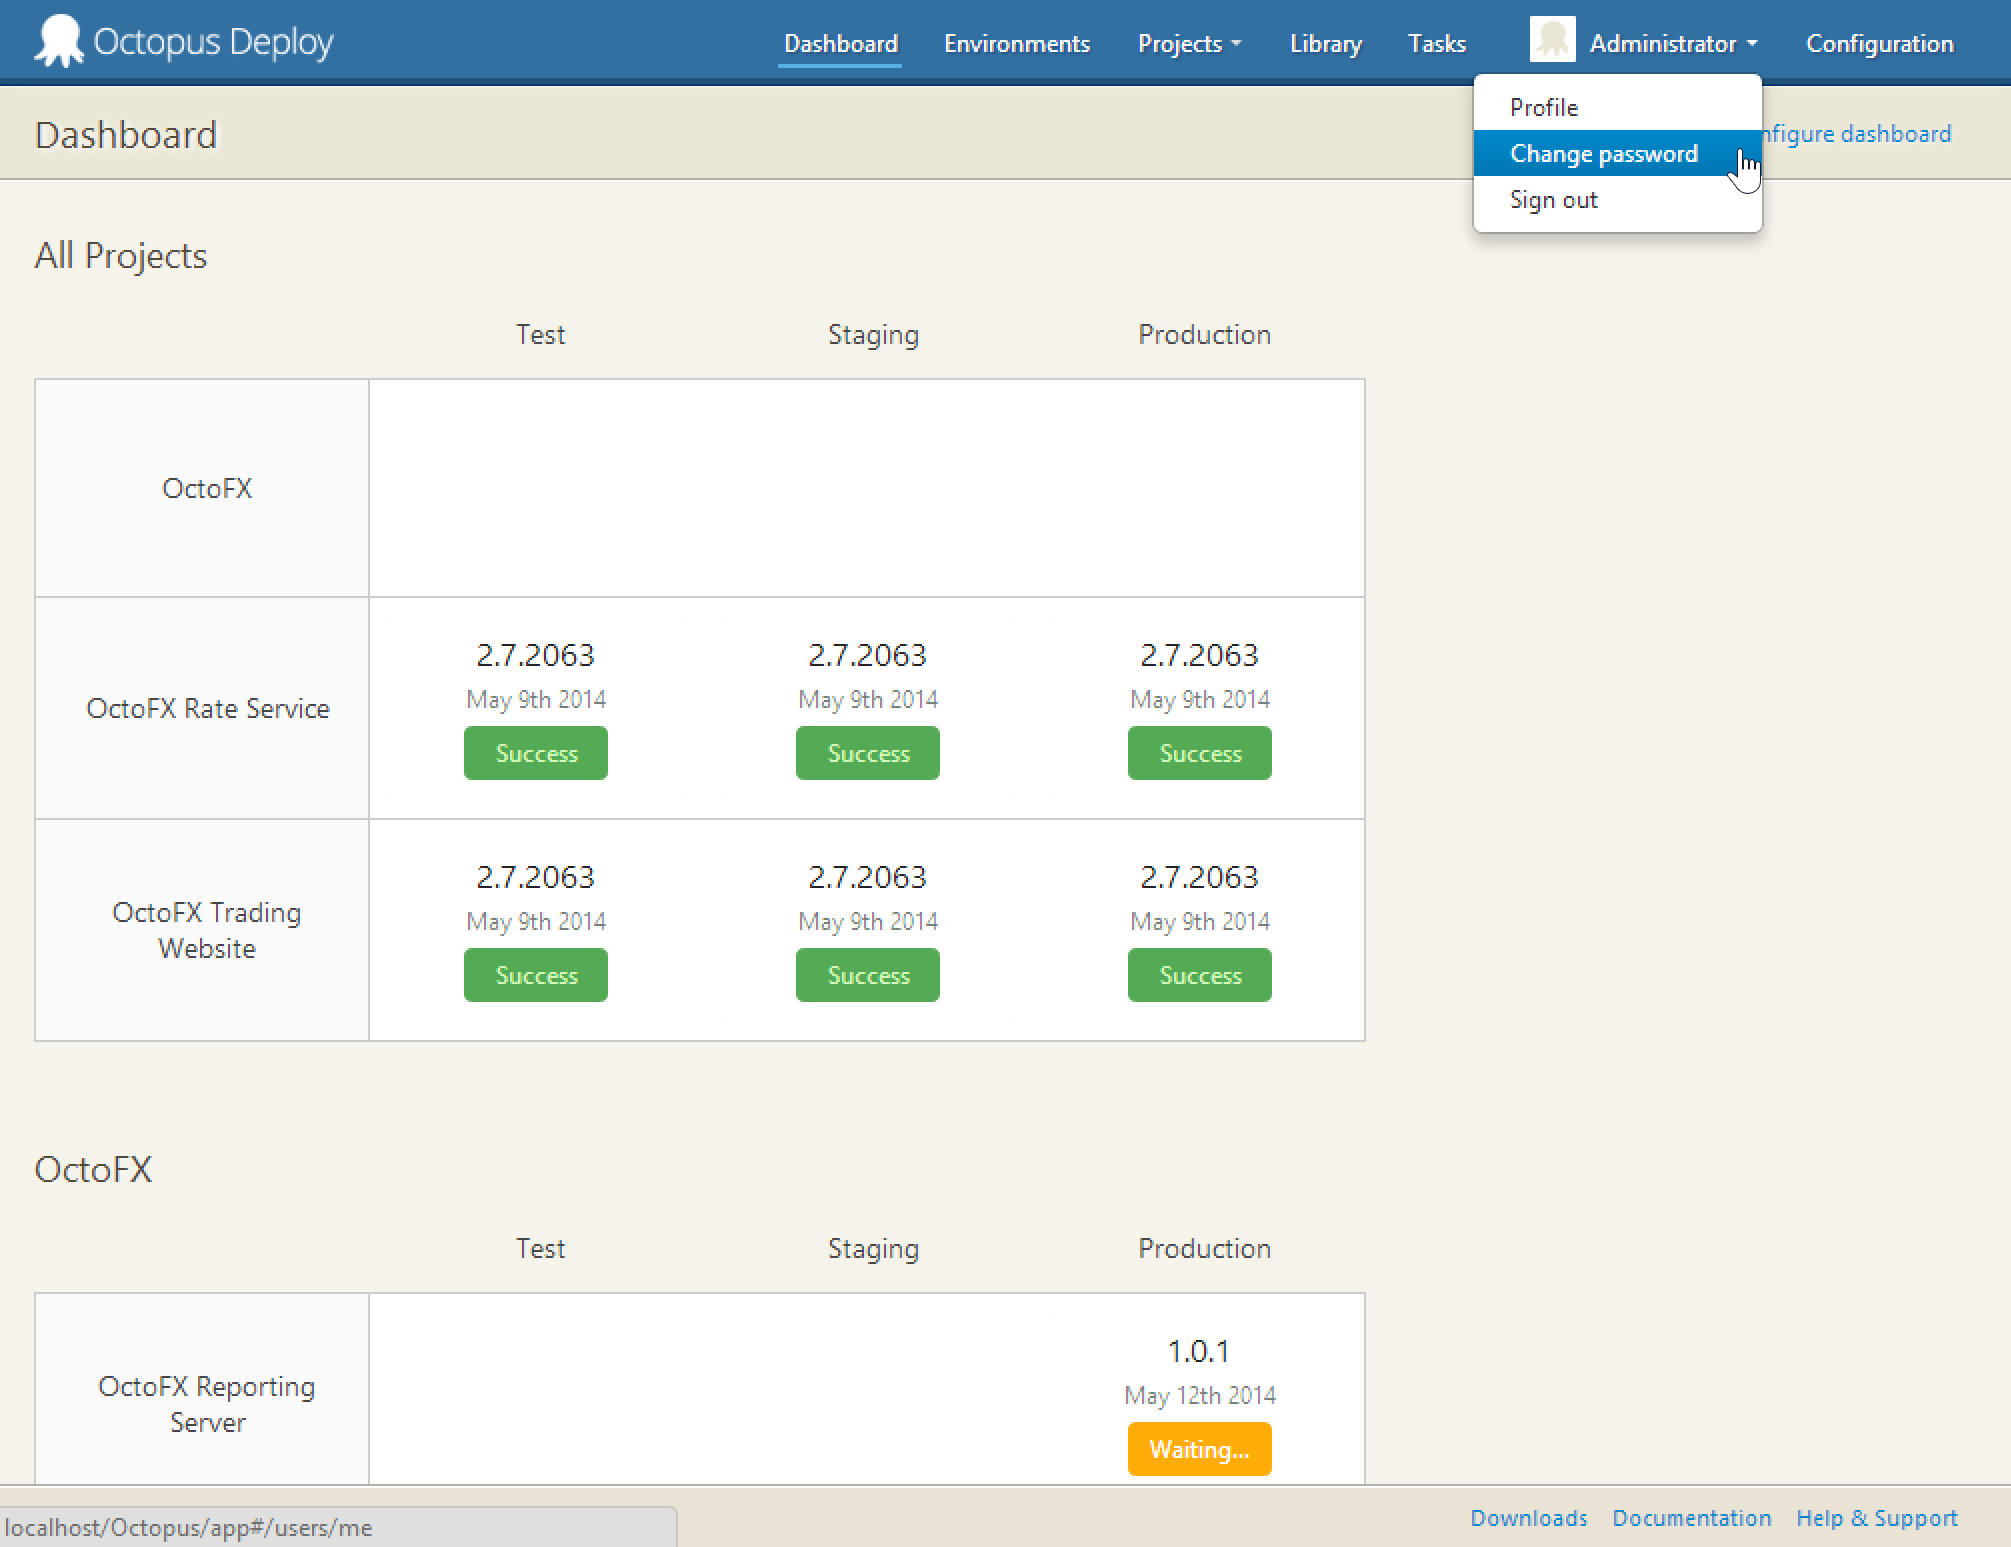 Octopus Deploy
Dashboard Environments Projects Library Tasks Administrator Configuration
Profile
Change password
Sign out
Dashboard
nfigure dashboard
All Projects
Test Staging Production
OctoFX
OctoFX Rate Service
2.7.2063 2.7.2063 2.7.2063
May 9th 2014 May 9th 2014 May 9th 2014
Success Success Success
OctoFX Trading
Website
2.7.2063 2.7.2063 2.7.2063
May 9th 2014 May 9th 2014 May 9th 2014
Success Success Success
OctoFX
Test Staging Production
OctoFX Reporting
Server
1.0.1
May 12th 2014
Waiting...
localhost/Octopus/app#/users/me
Downloads Documentation Help & Support